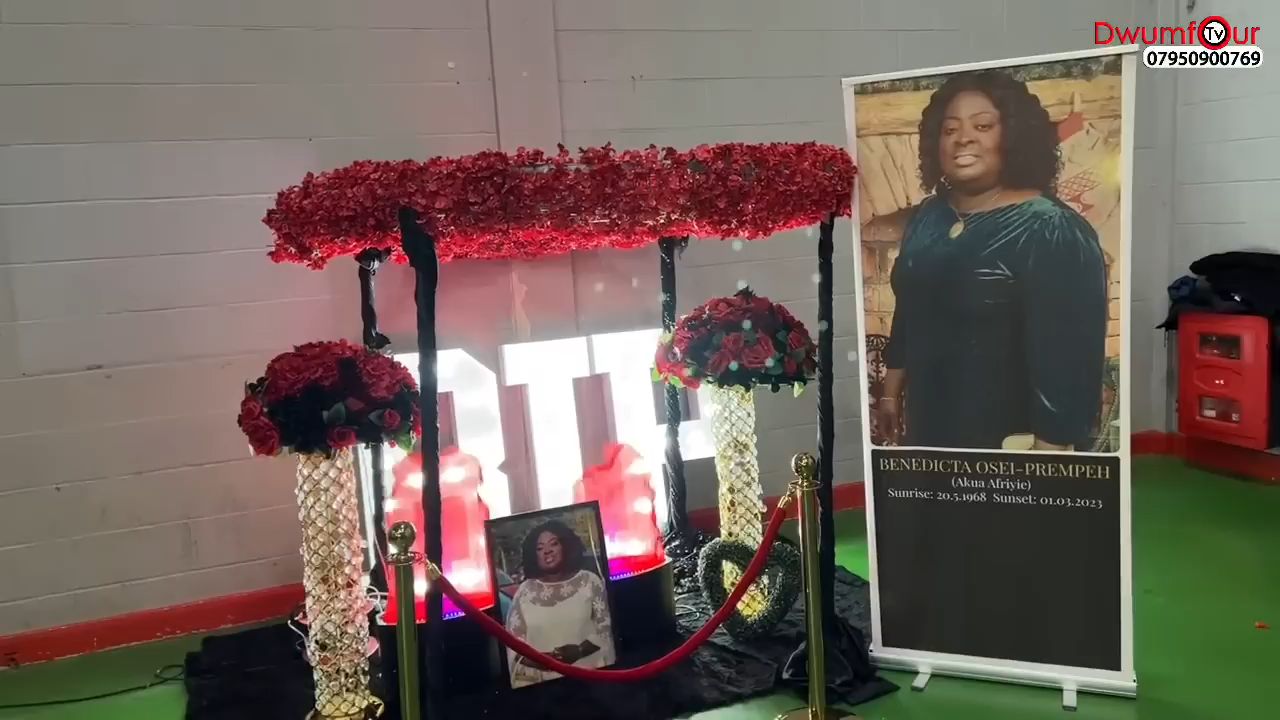 Dwumfour
TV
07950900769
BENEDICTA OSEI-PREMPEH
(Akua Afriyie)
Sunrise: 20.5.1968 Sunset: 01.03.2023